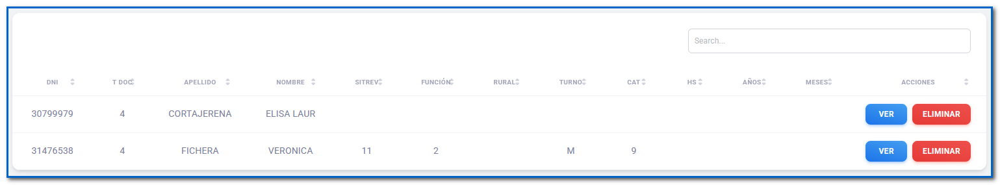 Search...
DNI T DOC APELLIDO NOMBRE SITREV FUNCIÓN RURAL TURNO CAT HS AÑOS MESES ACCIONES
30799979 4 CORTAJERENA ELISA LAUR VER ELIMINAR
31476538 4 FICHERA VERONICA 11 2 M 9 VER ELIMINAR